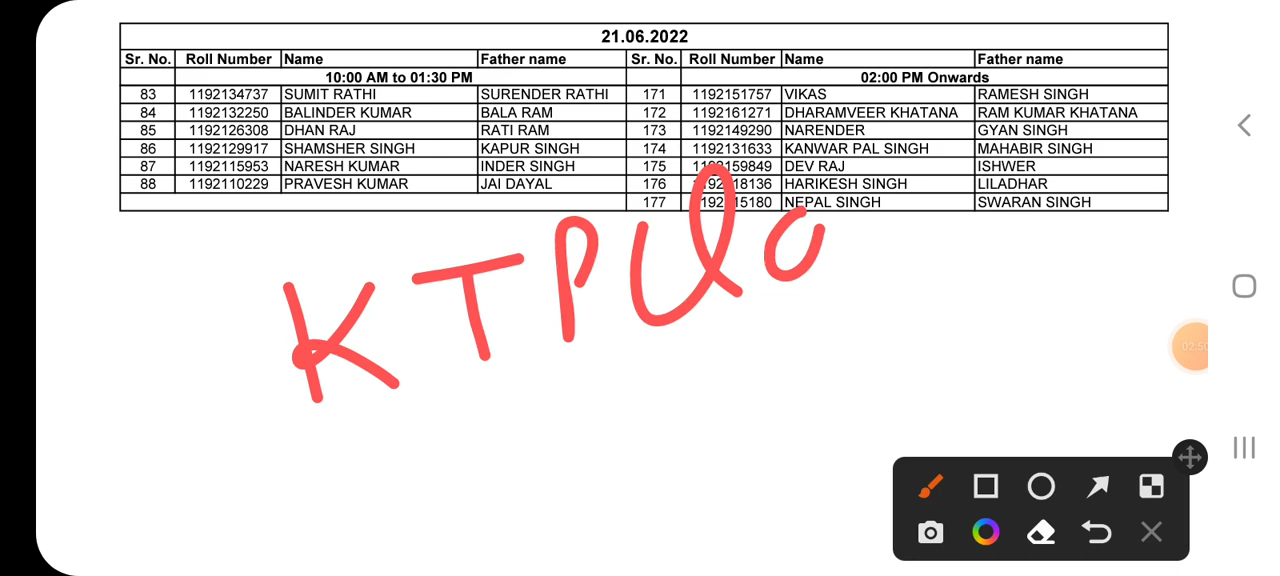 21.06.2022
Sr. No. Roll Number Name Father name Sr. No. Roll Number Name Father name
10:00 AM to 01:30 PM 02:00 PM Onwards
83 1192134737 SUMIT RATHI SURENDER RATHI 171 1192151757 VIKAS RAMESH SINGH
84 1192132250 BALINDER KUMAR BALA RAM 172 1192161271 DHARAMVEER KHATANA RAM KUMAR KHATANA
85 1192126308 DHAN RAJ RATI RAM 173 1192149290 NARENDER GYAN SINGH
86 1192129917 SHAMSHER SINGH KAPUR SINGH 174 1192131633 KANWAR PAL SINGH MAHABIR SINGH
87 1192115953 NARESH KUMAR INDER SINGH 175 DEV RAJ ISHWER
88 1192110229 PRAVESH KUMAR JAI DAYAL 176 HARIKESH SINGH LILADHAR
177 NEPAL SINGH SWARAN SINGH
KTP